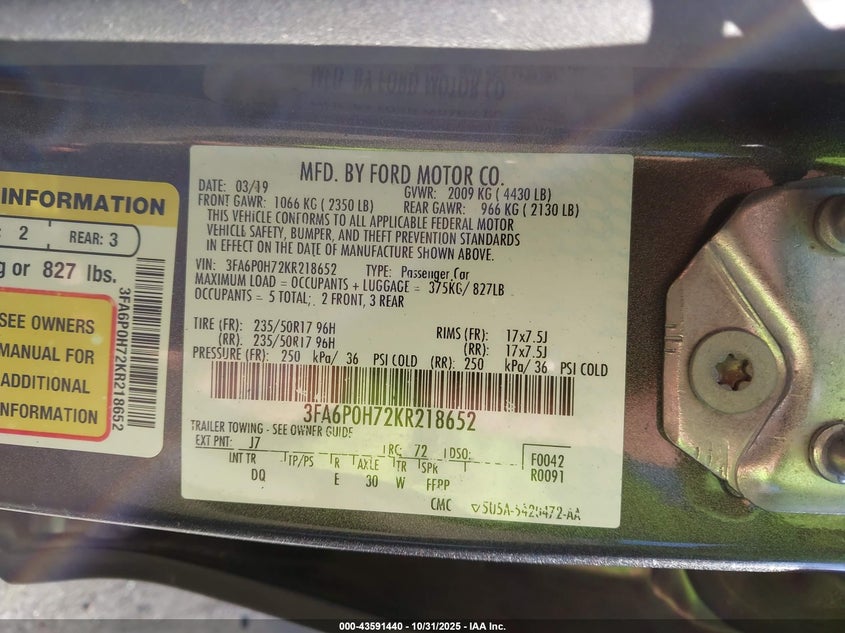 MFD. BY FORD MOTOR CO.
DATE: 03/19
GVWR: 2009 KG ( 4430 LB)
FRONT GAWR: 1066 KG ( 2350 LB)
REAR GAWR: 966 KG ( 2130 LB)
THIS VEHICLE CONFORMS TO ALL APPLICABLE FEDERAL MOTOR
VEHICLE SAFETY, BUMPER, AND THEFT PREVENTION STANDARDS
IN EFFECT ON THE DATE OF MANUFACTURE SHOWN ABOVE.
VIN: 3FA6P0H72KR218652 TYPE: Passenger Car
MAXIMUM LOAD = OCCUPANTS + LUGGAGE = 375KG/ 827LB
OCCUPANTS = 5 TOTAL; 2 FRONT, 3 REAR
TIRE (FR): 235/50R17 96H RIMS (FR): 17x7.5J
(RR): 235/50R17 96H (RR): 17x7.5J
PRESSURE (FR): 250 kPa/ 36 PSI COLD (RR): 250 kPa/ 36 PSI COLD
3FA6P0H72KR218652
TRAILER TOWING - SEE OWNER GUIDE
EXT PNT: J7 RC: 72 DSO: F0042
INT TR TP/PS R AXLE TR SPR R0091
DQ E 30 W FFPP
CMC
INFORMATION
: 2 REAR: 3
g or 827 lbs.
SEE OWNERS
MANUAL FOR
ADDITIONAL
INFORMATION
3FA6P0H72KR218652
000-43591440 - 10/31/2025 - IAA Inc.